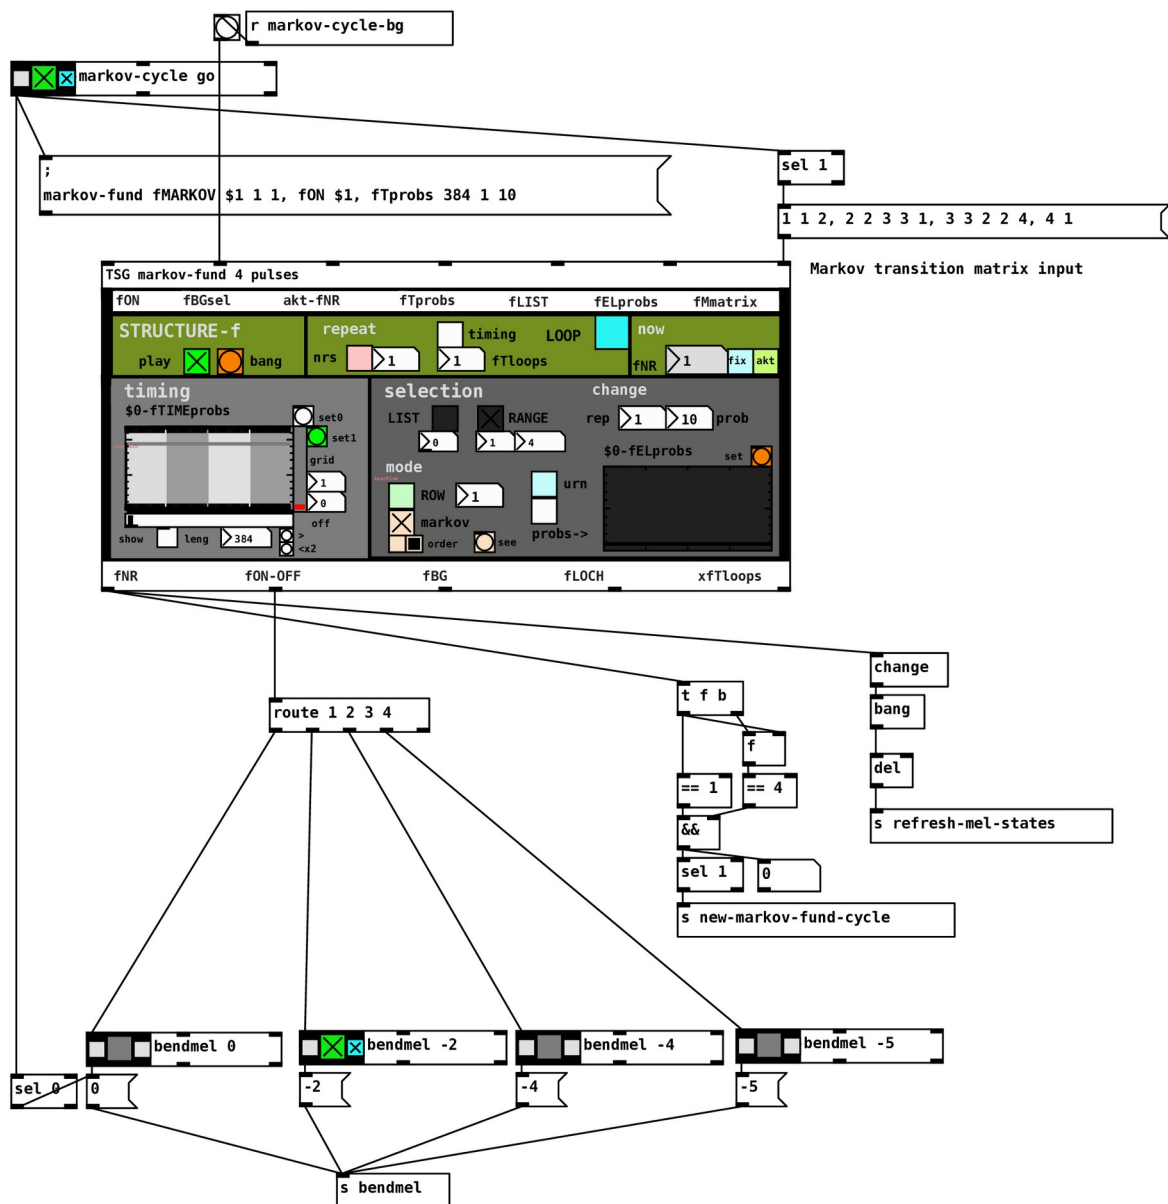 r markov-cycle-bg
markov-cycle go
;
markov-fund fMARKOV $1 1 1, fON $1, fTprobs 384 1 10
sel 1
1 1 2, 2 2 3 3 1, 3 3 2 2 4, 4 1
Markov transition matrix input
TSG markov-fund 4 pulses
fON fBGsel akt-fNR fTprobs fLIST fELprobs fMmatrix
STRUCTURE-f repeat timing LOOP now
play bang nrs 1 1 fTloops fNR 1 fix akt
timing
$0-fTIMEprobs
set0
set1
grid
1
0
off
show leng 384 >
<x2
selection change
LIST RANGE rep 1 10 prob
0 1 4
$0-fELprobs set
mode
inactive
ROW 1 urn
markov
probs->
order see
fNR fON-OFF fBG fLOCH xfTloops
route 1 2 3 4
t f b
f
== 1 == 4
&&
sel 1 0
s new-markov-fund-cycle
change
bang
del
s refresh-mel-states
bendmel 0 bendmel -2 bendmel -4 bendmel -5
sel 0 0 -2 -4 -5
s bendmel